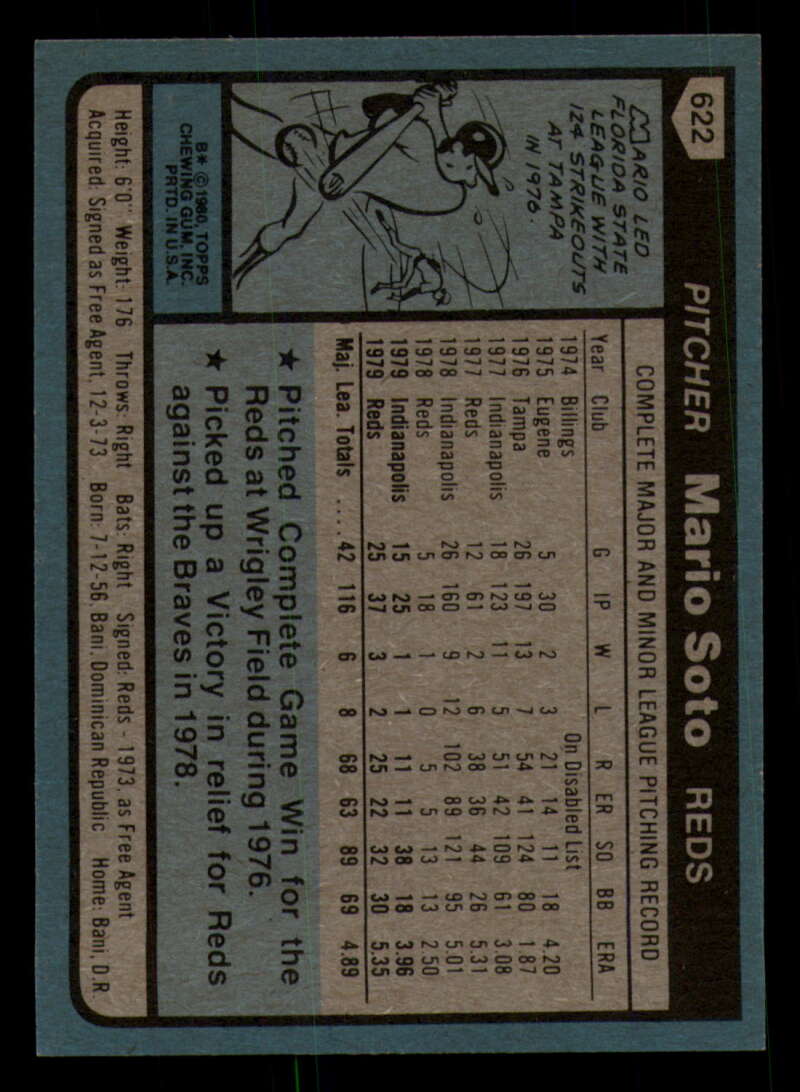 622
PITCHER Mario Soto REDS
MARIO LED
FLORIDA STATE
LEAGUE WITH
124 STRIKEOUTS
AT TAMPA
IN 1976.
B* © 1980, TOPPS
CHEWING GUM, INC.
PRTD. IN U.S.A.
COMPLETE MAJOR AND MINOR LEAGUE PITCHING RECORD
Year Club G IP W L R ER SO BB ERA
1974 Billings On Disabled List
1975 Eugene 5 30 2 3 21 14 11 18 4.20
1976 Tampa 26 197 13 7 54 41 124 80 1.87
1977 Indianapolis 18 123 11 5 51 42 109 61 3.08
1977 Reds 12 61 2 6 38 36 44 26 5.31
1978 Indianapolis 26 160 9 12 102 89 121 95 5.01
1978 Reds 5 18 1 0 5 5 13 13 2.50
1979 Indianapolis 15 25 1 1 11 11 38 18 3.96
1979 Reds 25 37 3 2 25 22 32 30 5.35
Maj. Lea. Totals .... 42 116 6 8 68 63 89 69 4.89
★ Pitched Complete Game Win for the
Reds at Wrigley Field during 1976.
★ Picked up a Victory in relief for Reds
against the Braves in 1978.
Height: 6'0" Weight: 176 Throws: Right Bats: Right Signed: Reds - 1973, as Free Agent
Acquired: Signed as Free Agent, 12-3-73 Born: 7-12-56, Bani, Dominican Republic Home: Bani, D.R